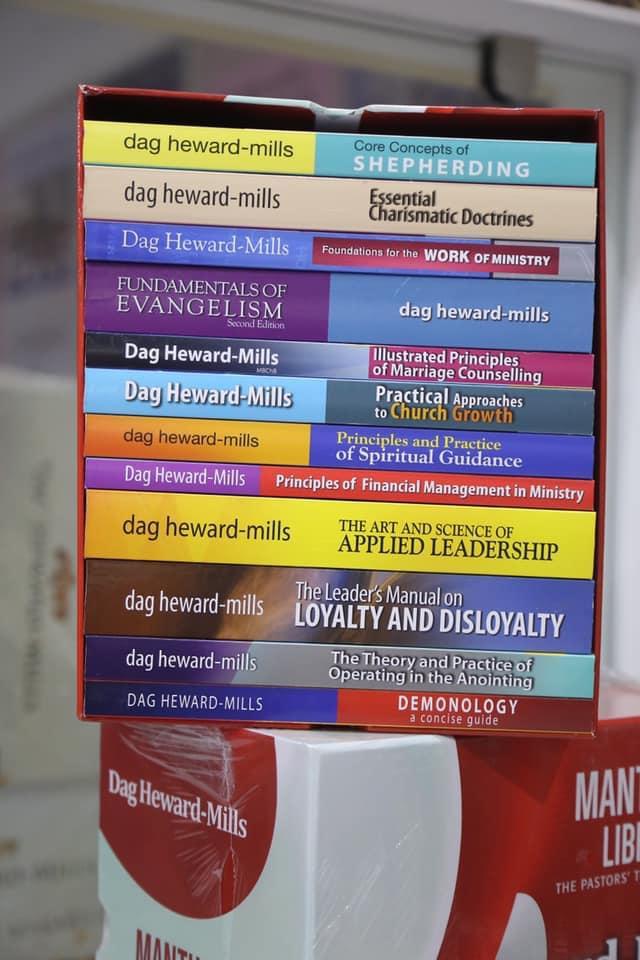 dag heward-mills
Core Concepts of
SHEPHERDING
dag heward-mills
Essential
Charismatic Doctrines
Dag Heward-Mills
Foundations for the WORK OF MINISTRY
FUNDAMENTALS OF
EVANGELISM
Second Edition
dag heward-mills
Dag Heward-Mills
MBChB
Illustrated Principles
of Marriage Counselling
Dag Heward-Mills
Practical Approaches
to Church Growth
dag heward-mills
Principles and Practice
of Spiritual Guidance
Dag Heward-Mills
Principles of Financial Management in Ministry
dag heward-mills
THE ART AND SCIENCE OF
APPLIED LEADERSHIP
dag heward-mills
The Leader's Manual on
LOYALTY AND DISLOYALTY
dag heward-mills
The Theory and Practice of
Operating in the Anointing
DAG HEWARD-MILLS
DEMONOLOGY
a concise guide
Dag Heward-Mills
MAN
LIB
THE PASTORS' T